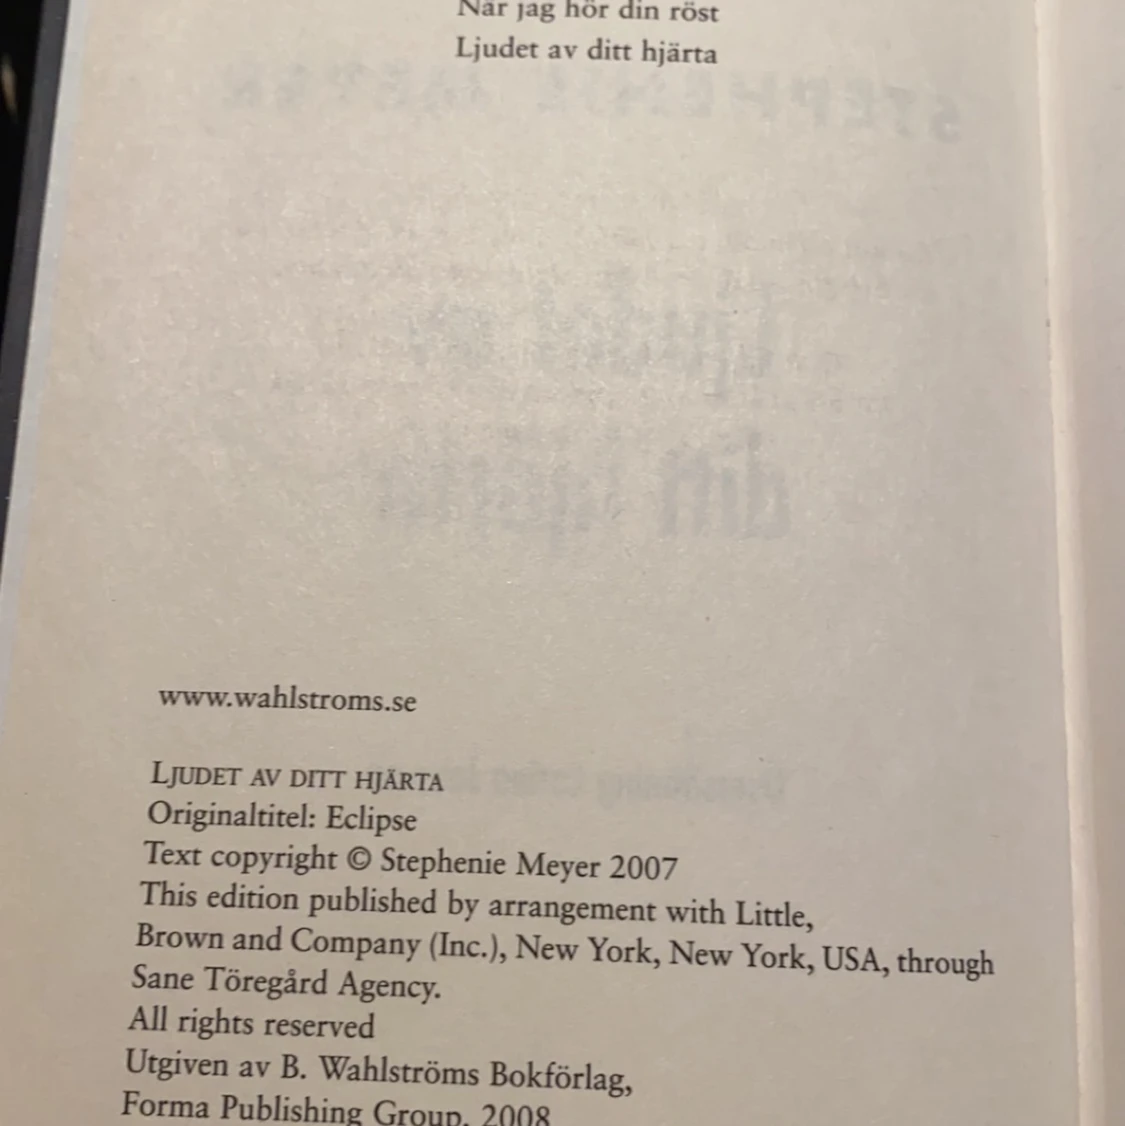 När jag hör din röst
Ljudet av ditt hjärta
www.wahlstroms.se
LJUDET AV DITT HJÄRTA
Originaltitel: Eclipse
Text copyright © Stephenie Meyer 2007
This edition published by arrangement with Little,
Brown and Company (Inc.), New York, New York, USA, through
Sane Töregård Agency.
All rights reserved
Utgiven av B. Wahlströms Bokförlag,
Forma Publishing Group, 2008